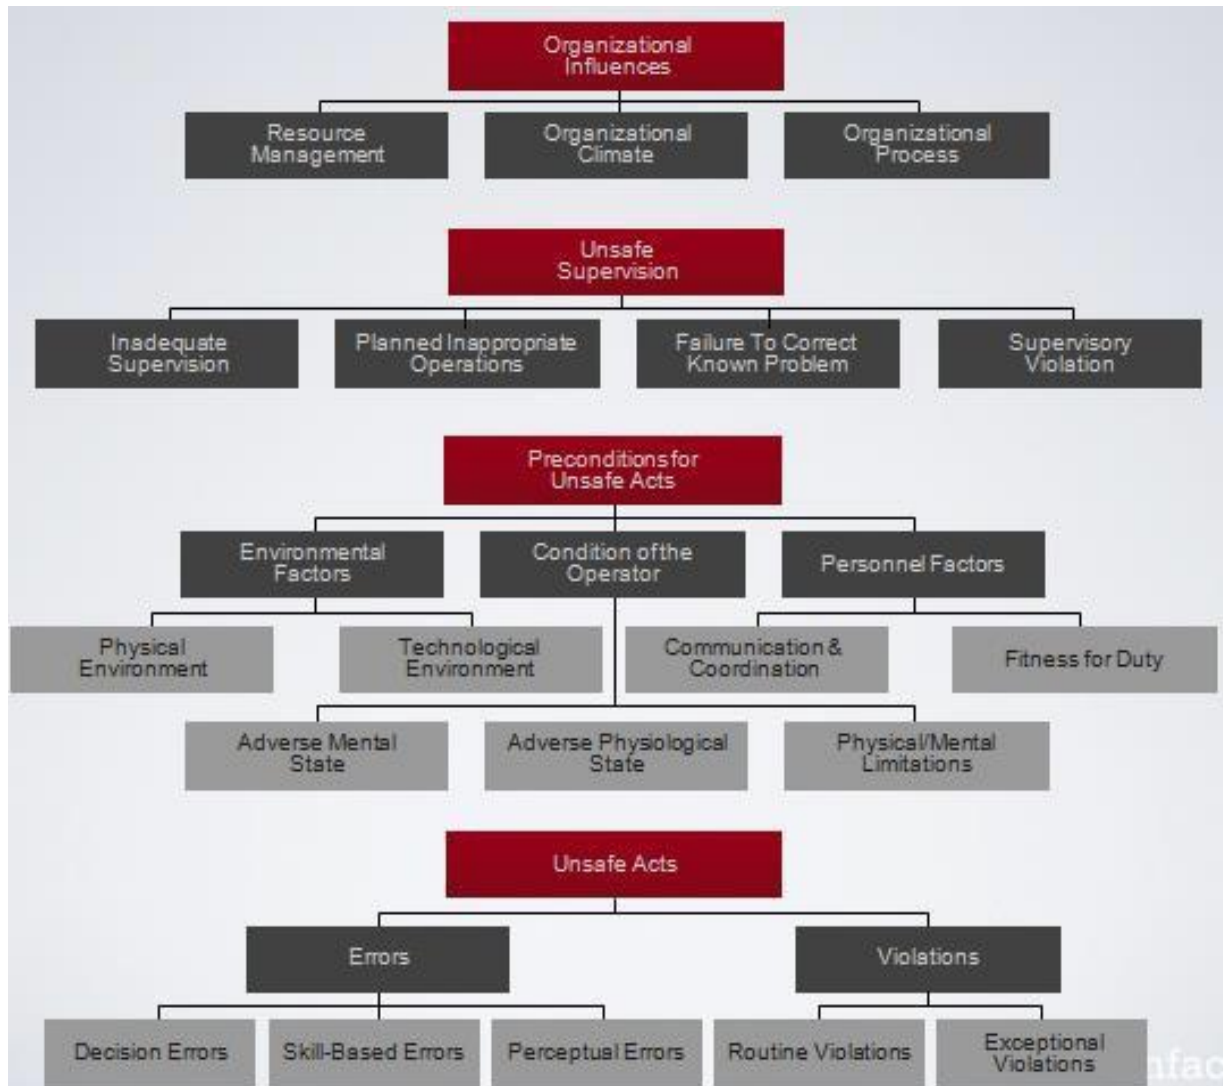 Organizational
Influences
Resource
Management
Organizational
Climate
Organizational
Process
Unsafe
Supervision
Inadequate
Supervision
Planned Inappropriate
Operations
Failure To Correct
Known Problem
Supervisory
Violation
Preconditions for
Unsafe Acts
Environmental
Factors
Condition of the
Operator
Personnel Factors
Physical
Environment
Technological
Environment
Communication &
Coordination
Fitness for Duty
Adverse Mental
State
Adverse Physiological
State
Physical/Mental
Limitations
Unsafe Acts
Errors
Violations
Decision Errors
Skill-Based Errors
Perceptual Errors
Routine Violations
Exceptional
Violations